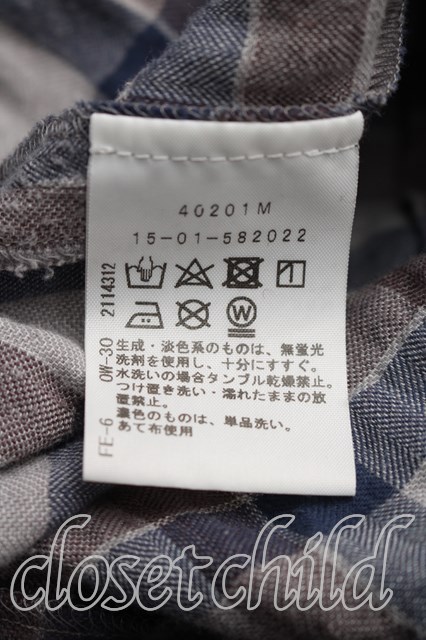 40201M
15-01-582022
W
生成・淡色系のものは、無蛍光
洗剤を使用し、十分にすすぐ。
水洗いの場合タンブル乾燥禁止。
つけ置き洗い・濡れたままの放
置禁止。
濃色のものは、単品洗い。
あて布使用
FE-6 0W-30 2114312
closet child